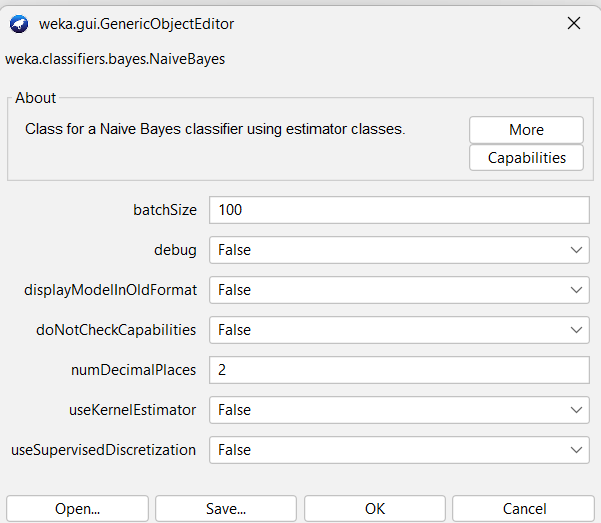 weka.gui.GenericObjectEditor
weka.classifiers.bayes.NaiveBayes
About
Class for a Naive Bayes classifier using estimator classes.
More
Capabilities
batchSize 100
debug False
displayModelInOldFormat False
doNotCheckCapabilities False
numDecimalPlaces 2
useKernelEstimator False
useSupervisedDiscretization False
Open... Save... OK Cancel